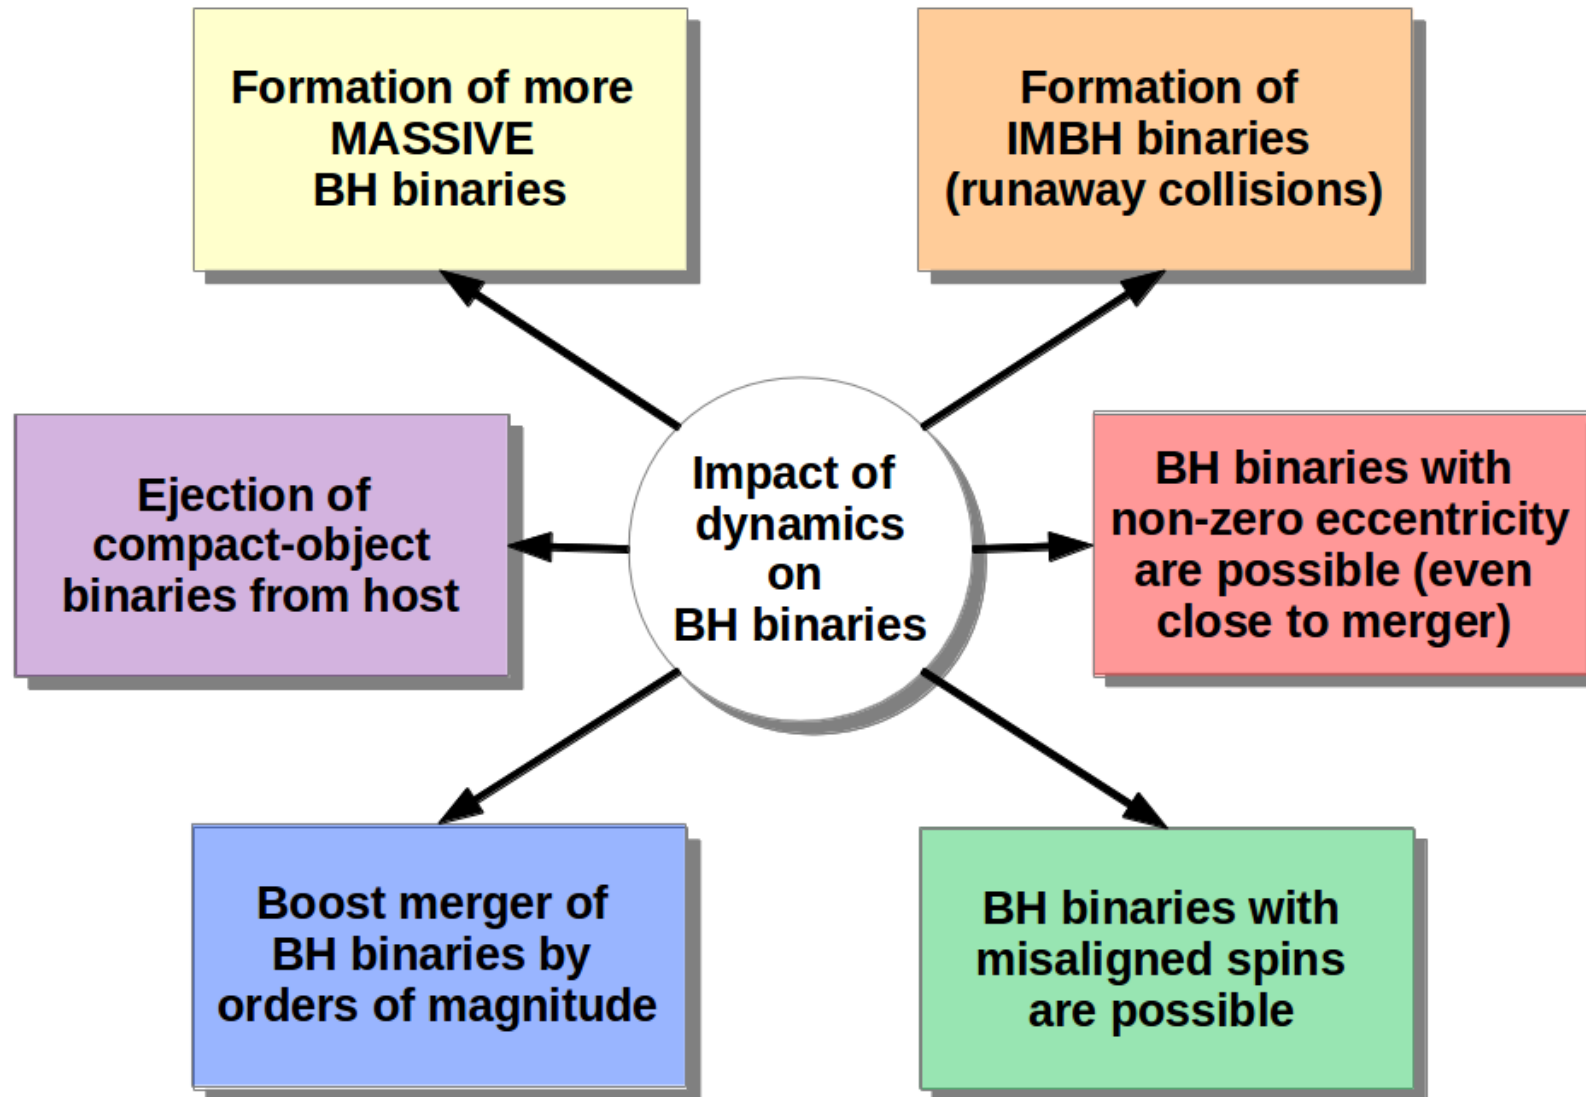 Formation of more
MASSIVE
BH binaries
Formation of
IMBH binaries
(runaway collisions)
Ejection of
compact-object
binaries from host
Impact of
dynamics
on
BH binaries
BH binaries with
non-zero eccentricity
are possible (even
close to merger)
Boost merger of
BH binaries by
orders of magnitude
BH binaries with
misaligned spins
are possible